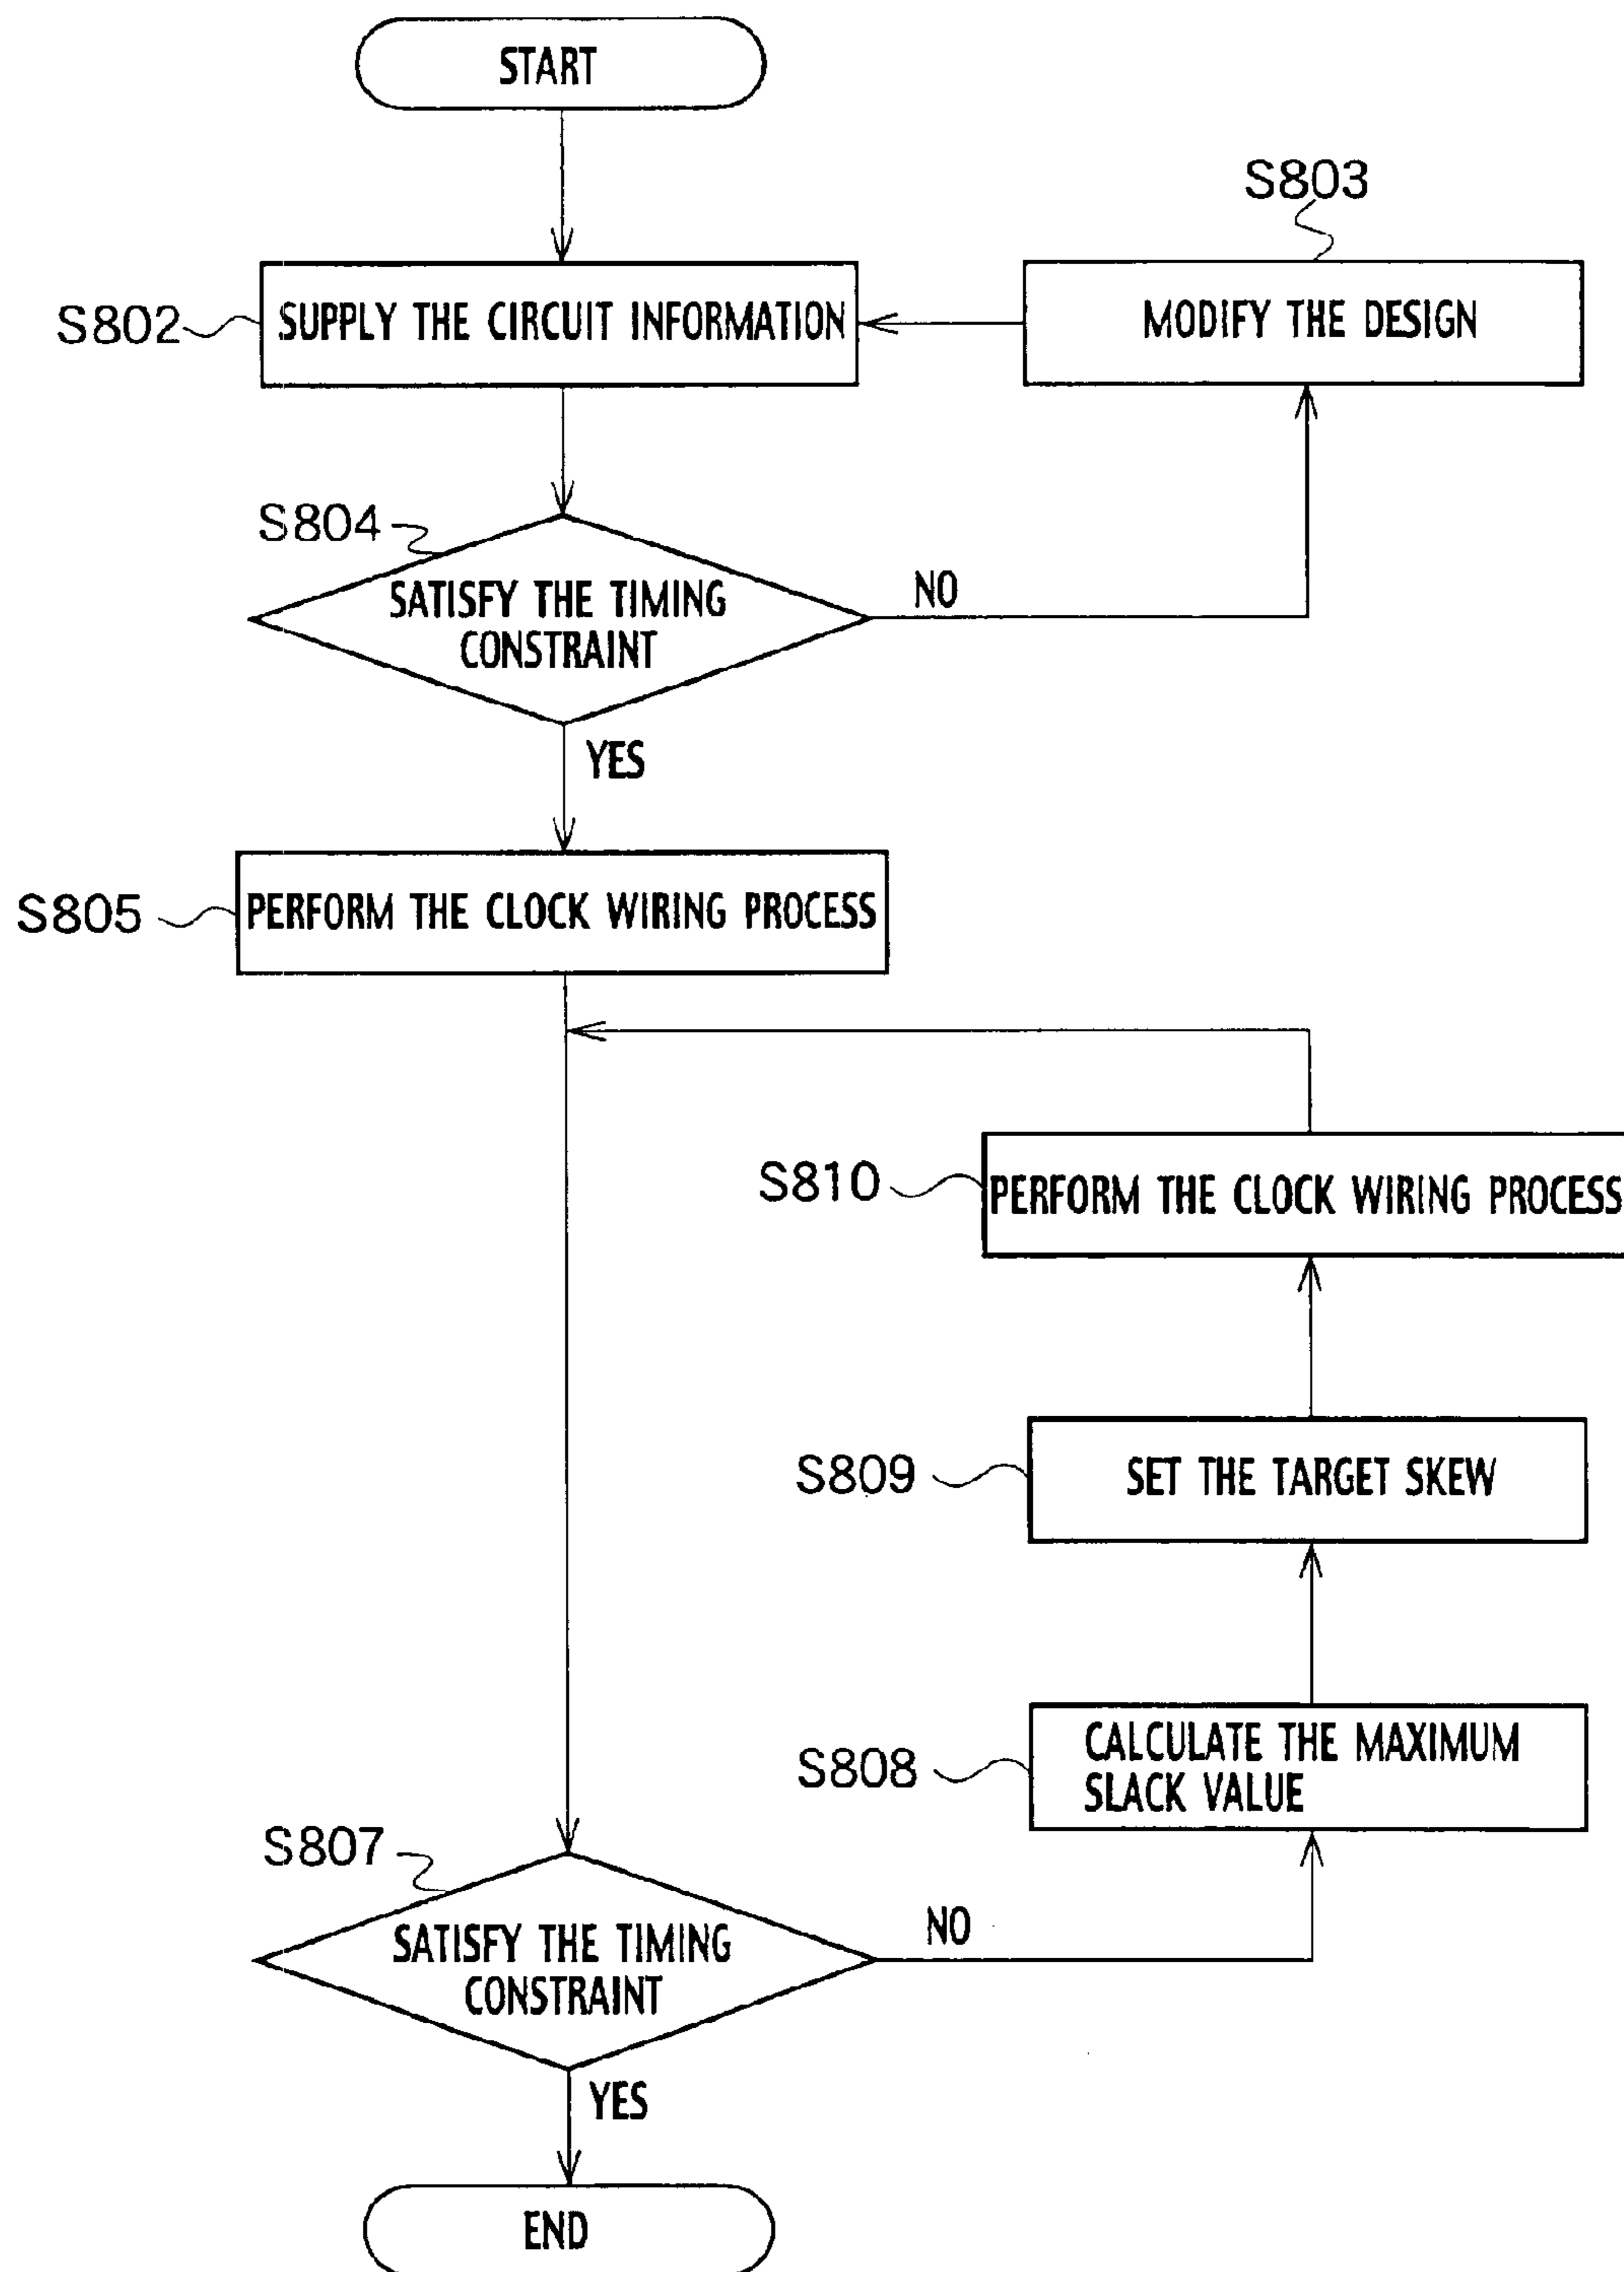 START
S803
S802
SUPPLY THE CIRCUIT INFORMATION
MODIFY THE DESIGN
S804
SATISFY THE TIMING
CONSTRAINT
NO
YES
S805
PERFORM THE CLOCK WIRING PROCESS
S810
PERFORM THE CLOCK WIRING PROCESS
S809
SET THE TARGET SKEW
S808
CALCULATE THE MAXIMUM
SLACK VALUE
S807
SATISFY THE TIMING
CONSTRAINT
NO
YES
END